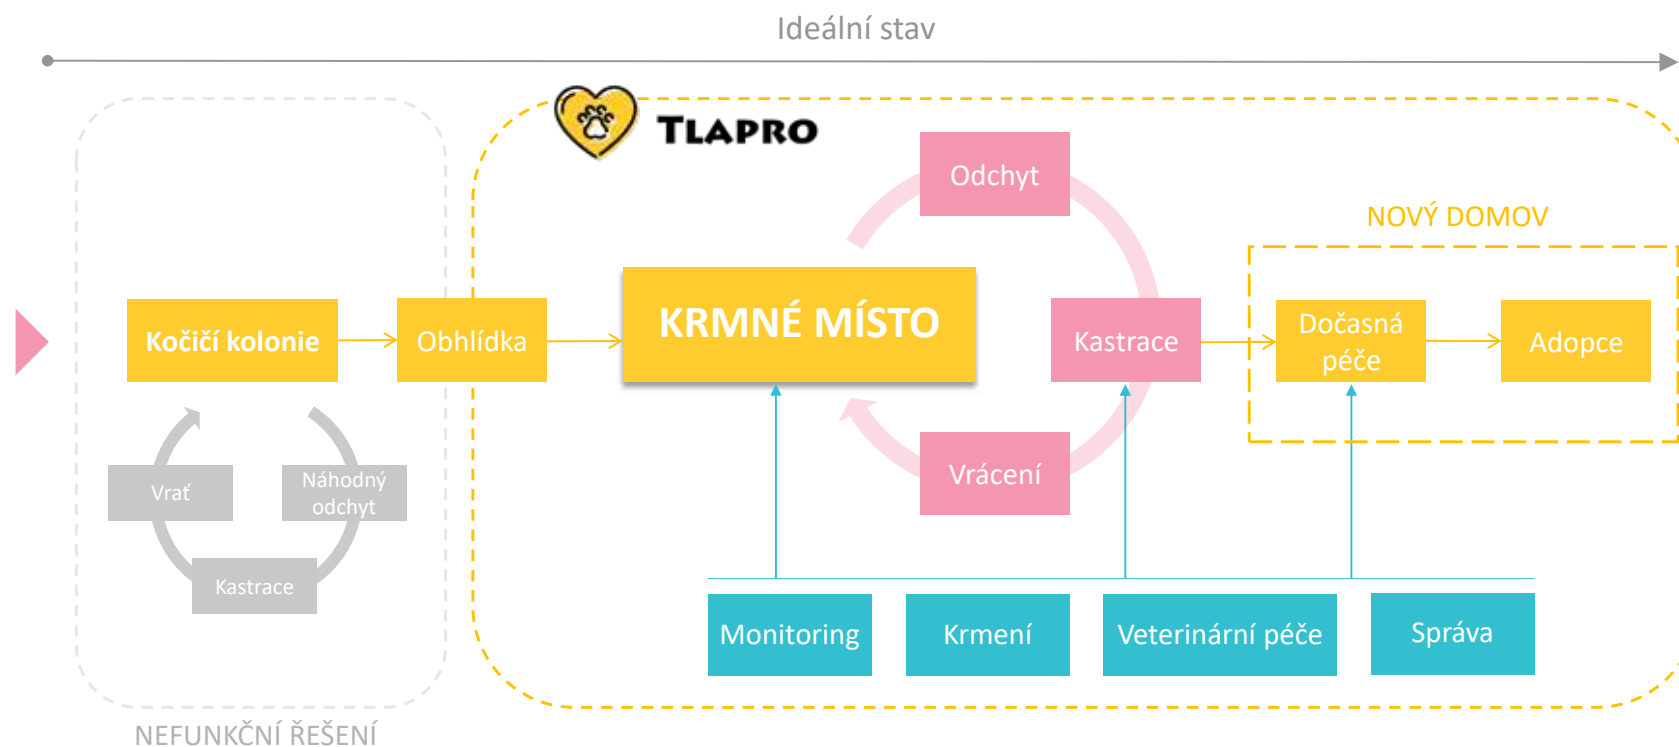 Ideální stav
TLAPRO
Odchyt
NOVÝ DOMOV
Kočičí kolonie
Obhlídka
KRMNÉ MÍSTO
Kastrace
Dočasná
péče
Adopce
Vrať
Náhodný
odchyt
Kastrace
Vrácení
Monitoring
Krmení
Veterinární péče
Správa
NEFUNKČNÍ ŘEŠENÍ